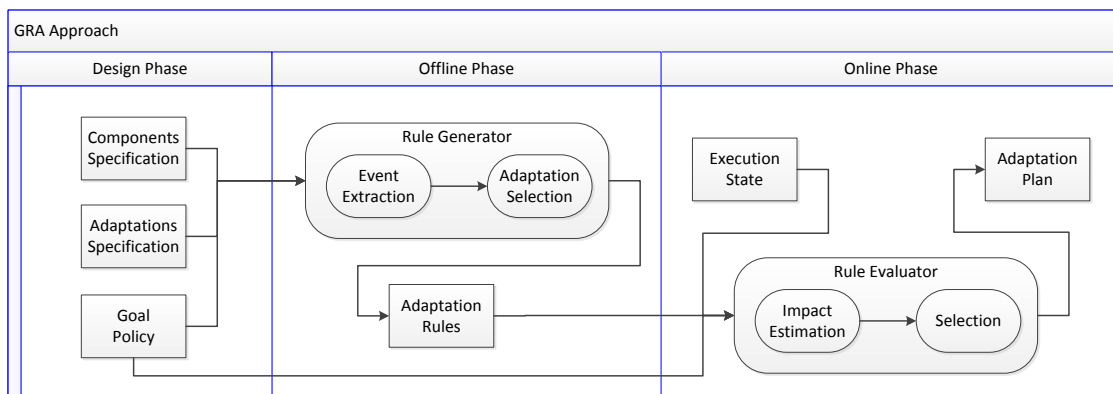 GRA Approach
Design Phase
Offline Phase
Online Phase
Components
Specification
Adaptations
Specification
Goal
Policy
Rule Generator
Event
Extraction
Adaptation
Selection
Adaptation
Rules
Execution
State
Adaptation
Plan
Rule Evaluator
Impact
Estimation
Selection